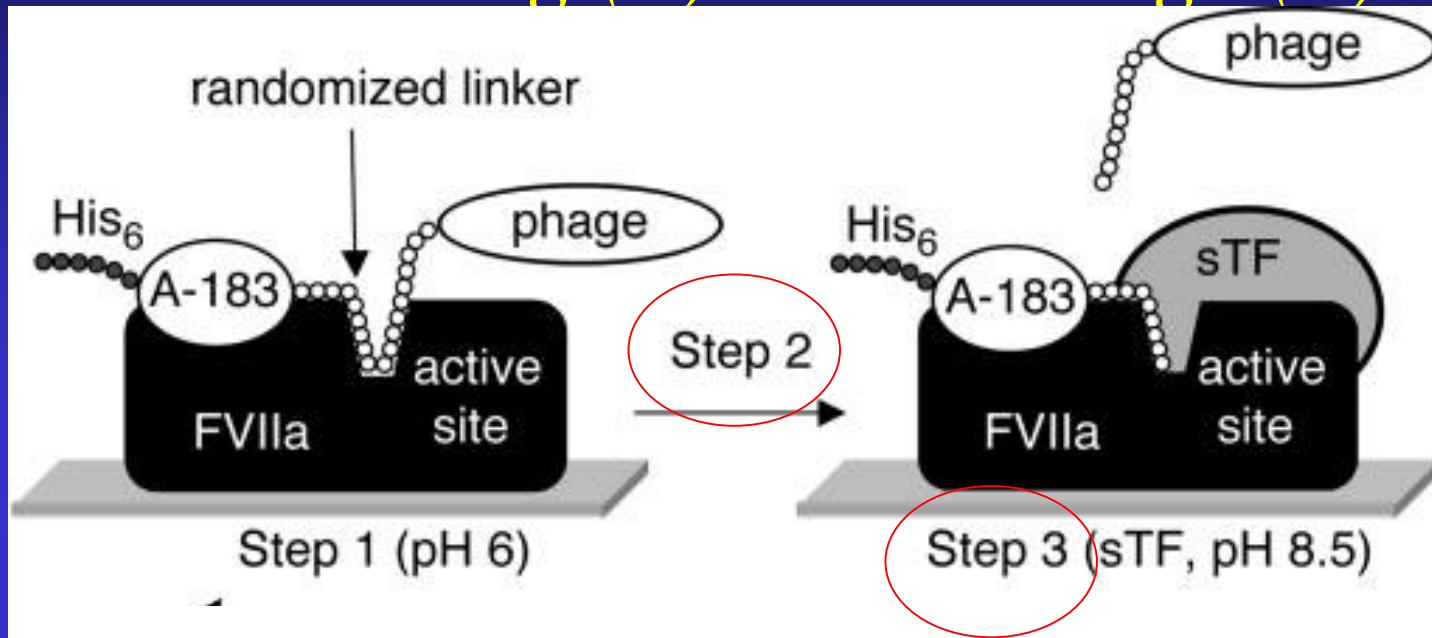 phage
randomized linker
His6
phage
A-183
active
site
FVIIa
Step 1 (pH 6)
Step 2
His6
sTF
A-183
active
site
FVIIa
Step 3 (sTF, pH 8.5)